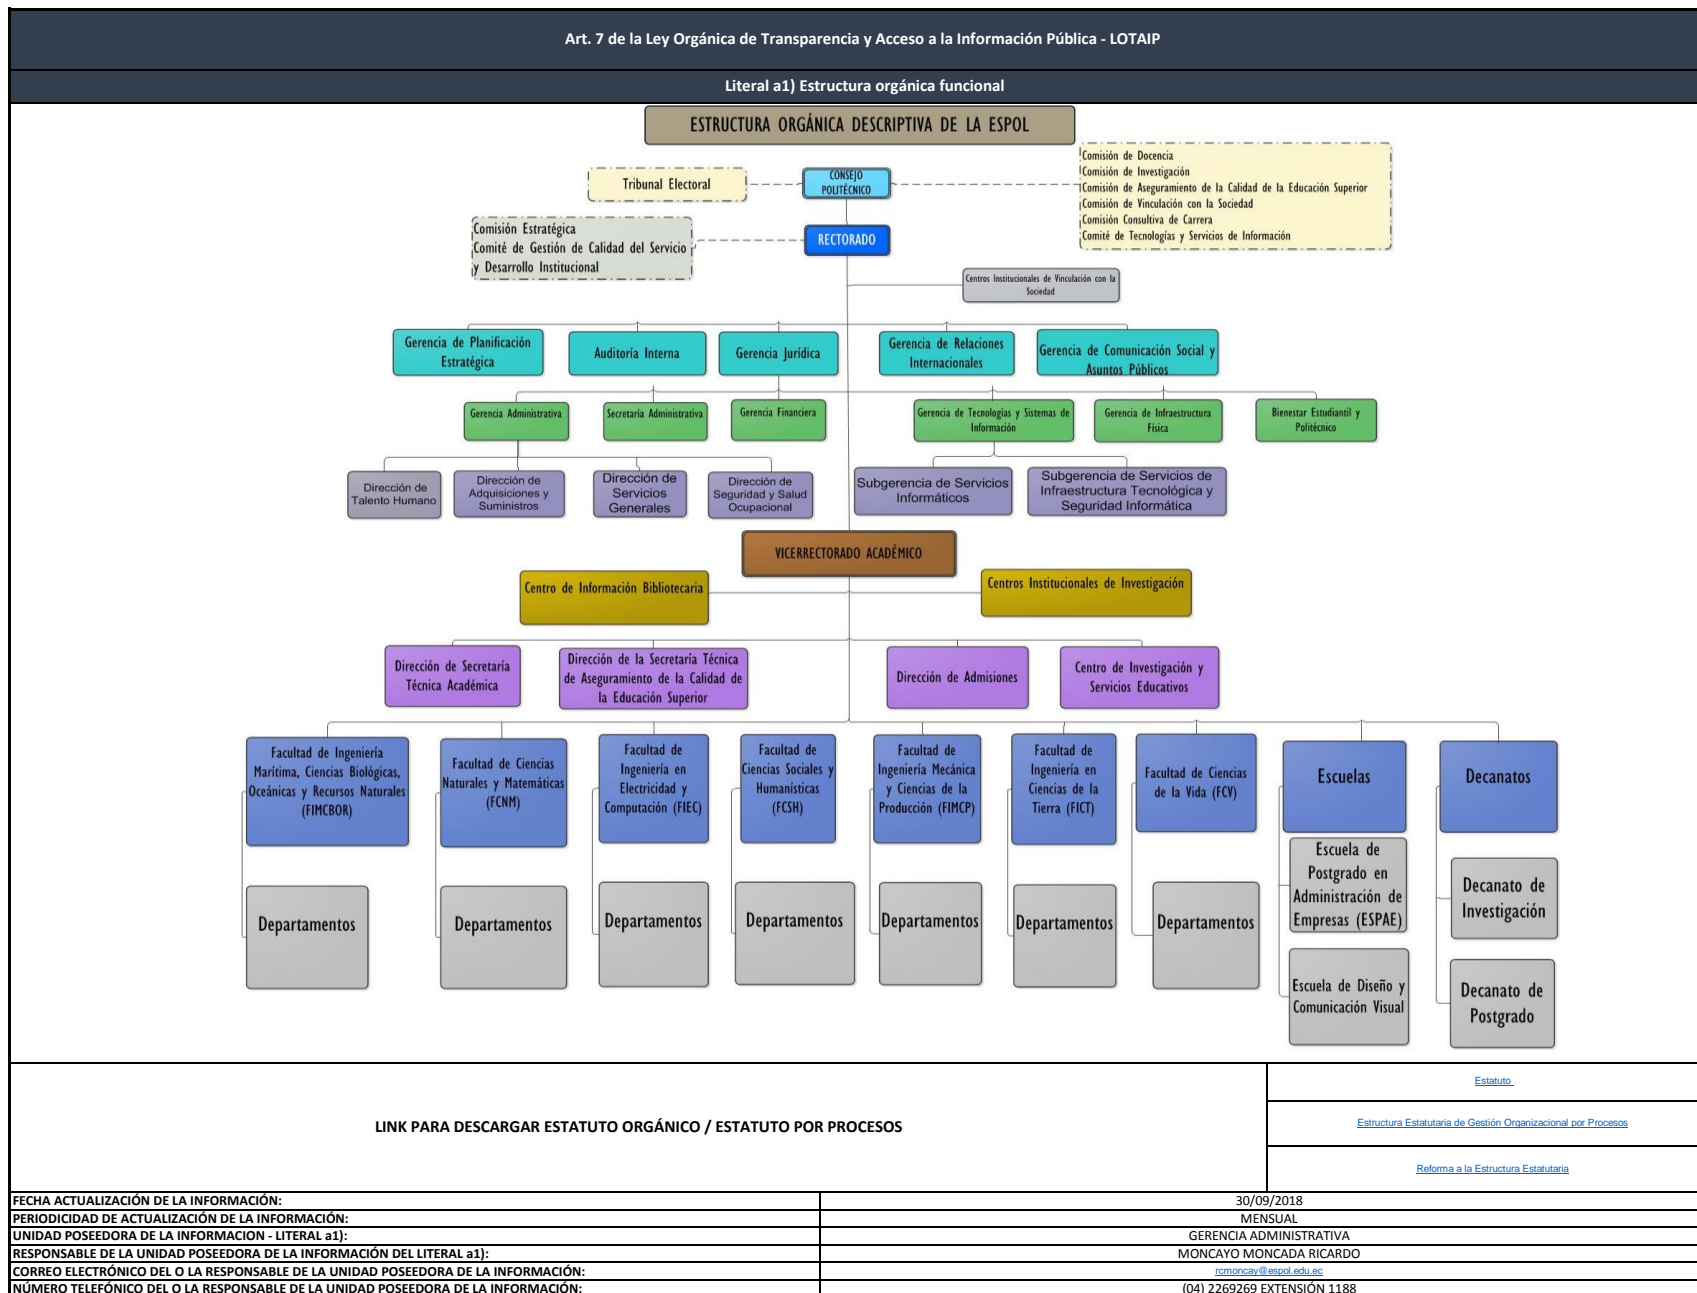 Art. 7 de la Ley Orgánica de Transparencia y Acceso a la Información Pública - LOTAIP
Literal a1) Estructura orgánica funcional
ESTRUCTURA ORGÁNICA DESCRIPTIVA DE LA ESPOL
Tribunal Electoral
CONSEJO
POLITÉCNICO
Comisión de Docencia
Comisión de Investigación
Comisión de Aseguramiento de la Calidad de la Educación Superior
Comisión de Vinculación con la Sociedad
Comisión Consultiva de Carrera
Comité de Tecnologías y Servicios de Información
Comisión Estratégica
Comité de Gestión de Calidad del Servicio
y Desarrollo Institucional
RECTORADO
Centros Institucionales de Vinculación con la
Sociedad
Gerencia de Planificación
Estratégica
Auditoría Interna
Gerencia Jurídica
Gerencia de Relaciones
Internacionales
Gerencia de Comunicación Social y
Asuntos Públicos
Gerencia Administrativa
Secretaría Administrativa
Gerencia Financiera
Gerencia de Tecnologías y Sistemas de
Información
Gerencia de Infraestructura
Física
Bienestar Estudiantil y
Politécnico
Dirección de
Talento Humano
Dirección de
Adquisiciones y
Suministros
Dirección de
Servicios
Generales
Dirección de
Seguridad y Salud
Ocupacional
Subgerencia de Servicios
Informáticos
Subgerencia de Servicios de
Infraestructura Tecnológica y
Seguridad Informática
VICERRECTORADO ACADÉMICO
Centro de Información Bibliotecaria
Centros Institucionales de Investigación
Dirección de Secretaría
Técnica Académica
Dirección de la Secretaría Técnica
de Aseguramiento de la Calidad de
la Educación Superior
Dirección de Admisiones
Centro de Investigación y
Servicios Educativos
Facultad de Ingeniería
Marítima, Ciencias Biológicas,
Oceánicas y Recursos Naturales
(FIMCBOR)
Facultad de Ciencias
Naturales y Matemáticas
(FCNM)
Facultad de
Ingeniería en
Electricidad y
Computación (FIEC)
Facultad de
Ciencias Sociales y
Humanísticas
(FCSH)
Facultad de
Ingeniería Mecánica
y Ciencias de la
Producción (FIMCP)
Facultad de
Ingeniería en
Ciencias de la
Tierra (FICT)
Facultad de Ciencias
de la Vida (FCV)
Escuelas
Decanatos
Departamentos
Departamentos
Departamentos
Departamentos
Departamentos
Departamentos
Departamentos
Escuela de
Postgrado en
Administración de
Empresas (ESPAE)
Decanato de
Investigación
Escuela de Diseño y
Comunicación Visual
Decanato de
Postgrado
LINK PARA DESCARGAR ESTATUTO ORGÁNICO / ESTATUTO POR PROCESOS
Estatuto
Estructura Estatutaria de Gestión Organizacional por Procesos
Reforma a la Estructura Estatutaria
FECHA ACTUALIZACIÓN DE LA INFORMACIÓN: 30/09/2018
PERIODICIDAD DE ACTUALIZACIÓN DE LA INFORMACIÓN: MENSUAL
UNIDAD POSEEDORA DE LA INFORMACION - LITERAL a1): GERENCIA ADMINISTRATIVA
RESPONSABLE DE LA UNIDAD POSEEDORA DE LA INFORMACIÓN DEL LITERAL a1): MONCAYO MONCADA RICARDO
CORREO ELECTRÓNICO DEL O LA RESPONSABLE DE LA UNIDAD POSEEDORA DE LA INFORMACIÓN: rcmoncay@espol.edu.ec
NÚMERO TELEFÓNICO DEL O LA RESPONSABLE DE LA UNIDAD POSEEDORA DE LA INFORMACIÓN: (04) 2269269 EXTENSIÓN 1188